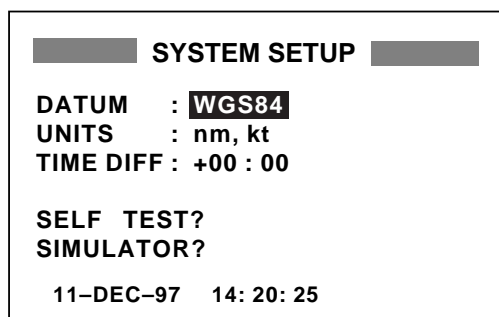 SYSTEM SETUP
DATUM : WGS84
UNITS : nm, kt
TIME DIFF : +00 : 00
SELF TEST?
SIMULATOR?
11–DEC–97 14: 20: 25